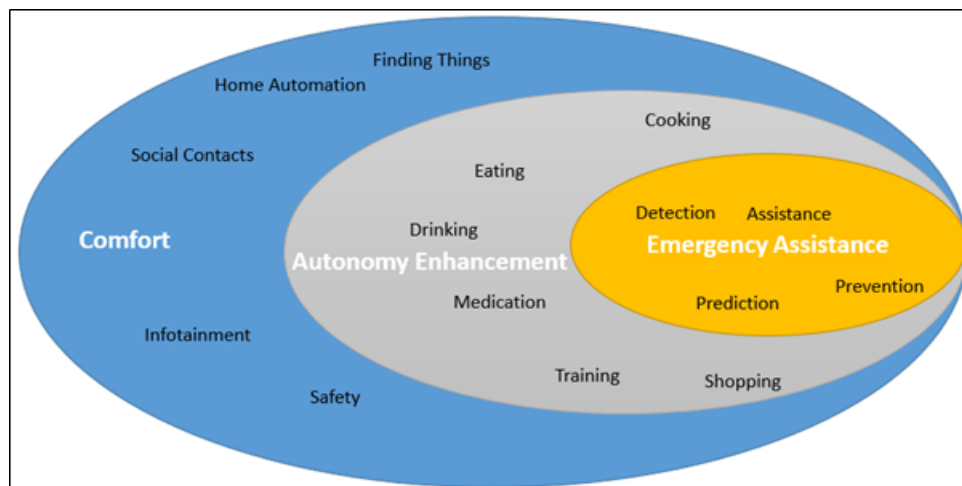 Finding Things
Home Automation
Cooking
Social Contacts
Eating
Detection
Assistance
Drinking
Comfort
Emergency Assistance
Autonomy Enhancement
Prevention
Medication
Prediction
Infotainment
Training
Shopping
Safety